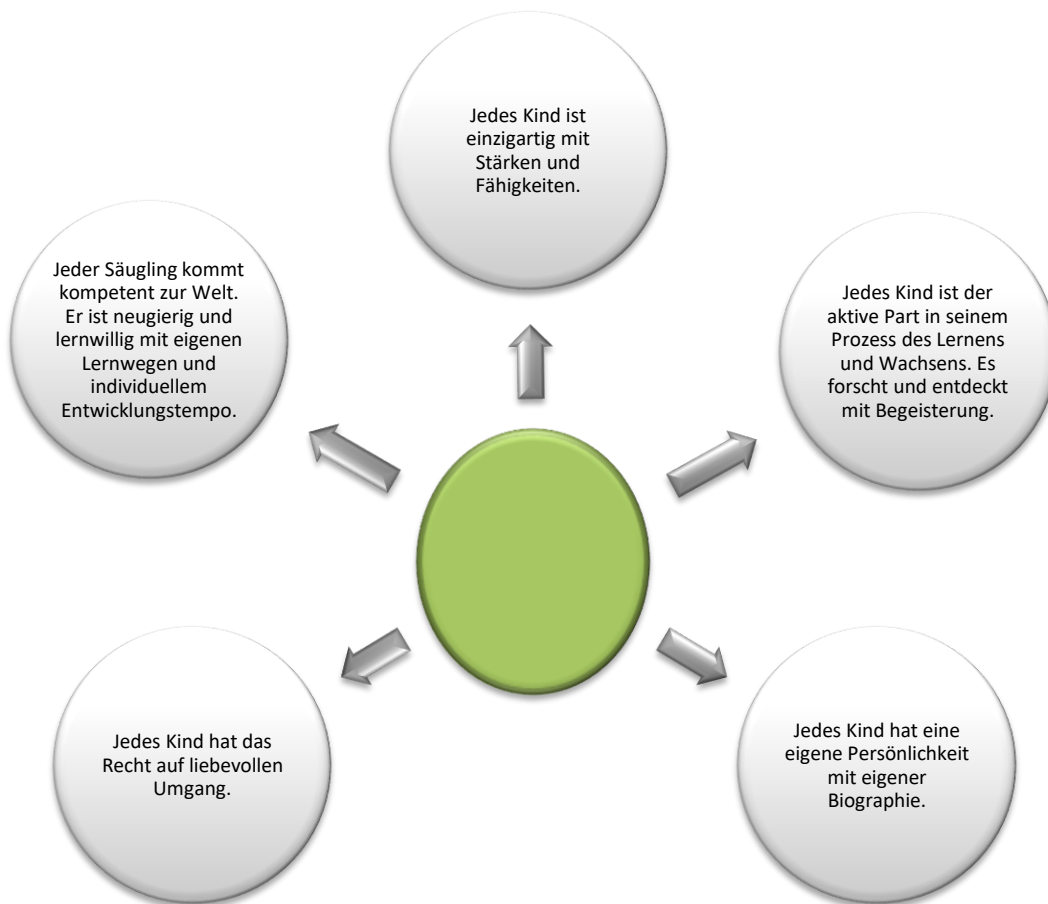 Jedes Kind ist
einzigartig mit
Stärken und
Fähigkeiten.
Jeder Säugling kommt
kompetent zur Welt.
Er ist neugierig und
lernwillig mit eigenen
Lernwegen und
individuellem
Entwicklungstempo.
Jedes Kind ist der
aktive Part in seinem
Prozess des Lernens
und Wachsens. Es
forscht und entdeckt
mit Begeisterung.
Jedes Kind hat das
Recht auf liebevollen
Umgang.
Jedes Kind hat eine
eigene Persönlichkeit
mit eigener
Biographie.